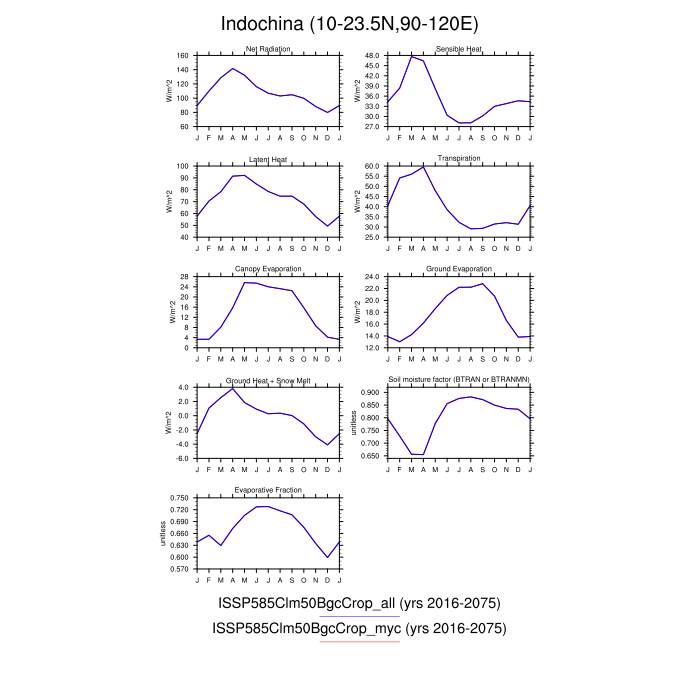 Indochina (10-23.5N,90-120E)
Net Radiation
W/m^2
160
140
120
100
80
60
J F M A M J J A S O N D J
Sensible Heat
W/m^2
48.0
45.0
42.0
39.0
36.0
33.0
30.0
27.0
J F M A M J J A S O N D J
Latent Heat
W/m^2
100
90
80
70
60
50
40
J F M A M J J A S O N D J
Transpiration
W/m^2
60.0
55.0
50.0
45.0
40.0
35.0
30.0
25.0
J F M A M J J A S O N D J
Canopy Evaporation
W/m^2
28
24
20
16
12
8
4
0
J F M A M J J A S O N D J
Ground Evaporation
W/m^2
24.0
22.0
20.0
18.0
16.0
14.0
12.0
J F M A M J J A S O N D J
Ground Heat + Snow Melt
W/m^2
4.0
2.0
0.0
-2.0
-4.0
-6.0
J F M A M J J A S O N D J
Soil moisture factor (BTRAN or BTRANMN)
unitless
0.900
0.850
0.800
0.750
0.700
0.650
J F M A M J J A S O N D J
Evaporative Fraction
unitless
0.750
0.720
0.690
0.660
0.630
0.600
0.570
J F M A M J J A S O N D J
ISSP585Clm50BgcCrop_all (yrs 2016-2075)
ISSP585Clm50BgcCrop_myc (yrs 2016-2075)